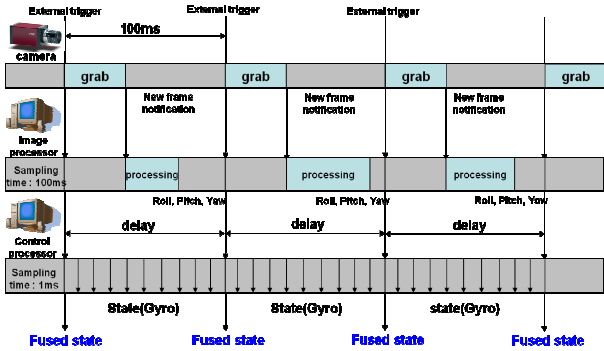 External trigger
External trigger
External trigger
100ms
camera
grab
grab
grab
grab
New frame
notification
New frame
notification
New frame
notification
Image
processor
Sampling
time : 100ms
processing
processing
processing
Roll, Pitch, Yaw
Roll, Pitch, Yaw
Roll, Pitch, Yaw
delay
delay
delay
Control
processor
Sampling
time : 1ms
State(Gyro)
State(Gyro)
state(Gyro)
Fused state
Fused state
Fused state
Fused state